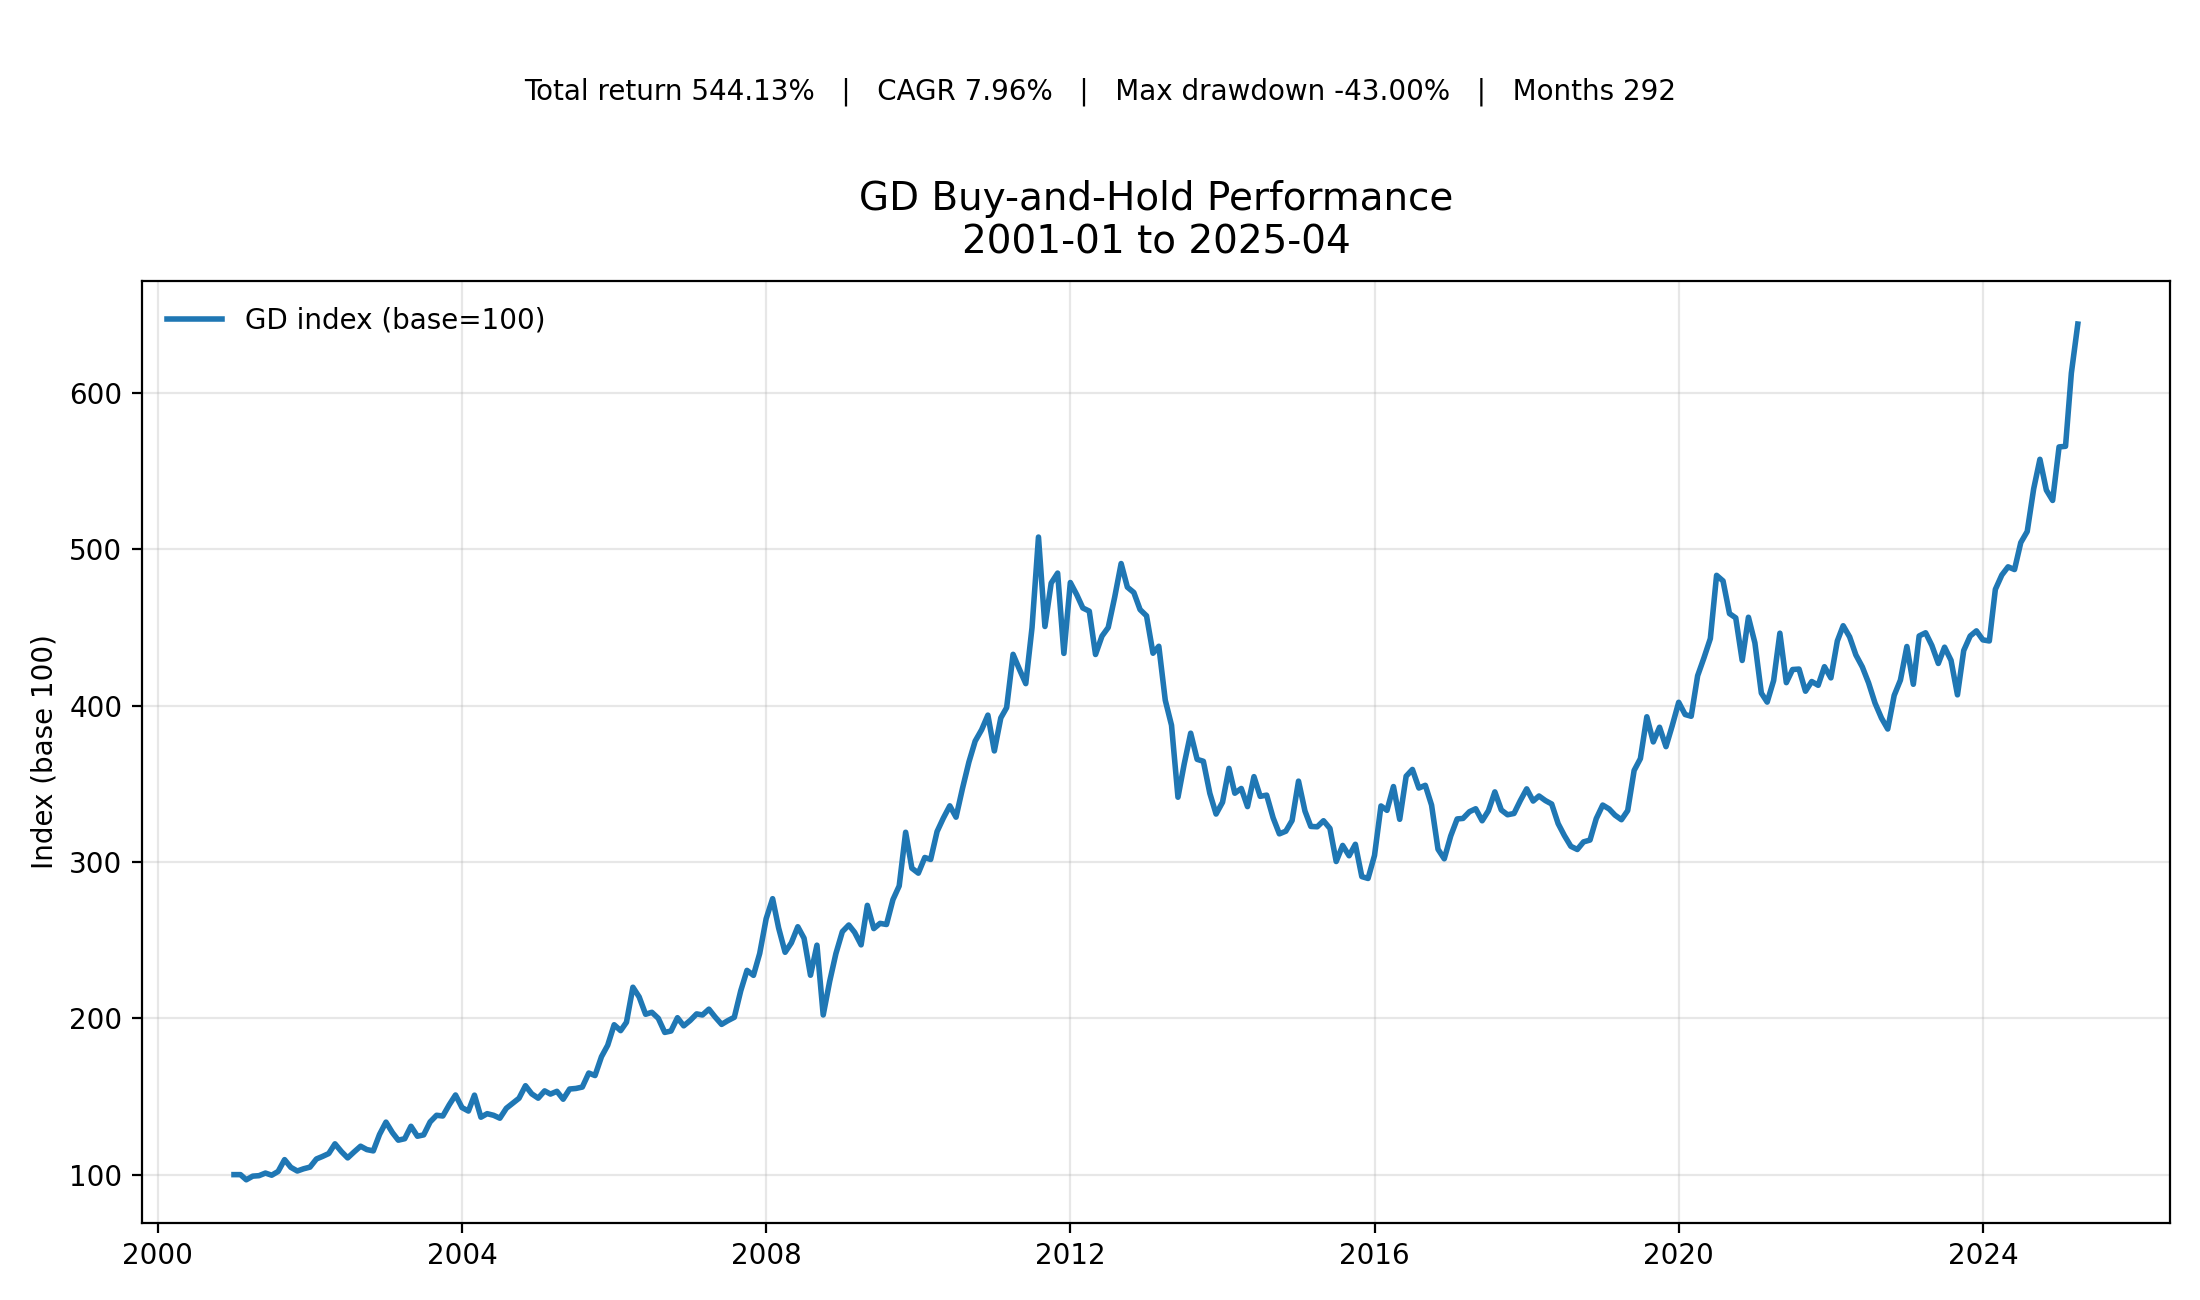 Total return 544.13% | CAGR 7.96% | Max drawdown -43.00% | Months 292
GD Buy-and-Hold Performance
2001-01 to 2025-04
GD index (base=100)
Index (base 100)
600
500
400
300
200
100
2000 2004 2008 2012 2016 2020 2024